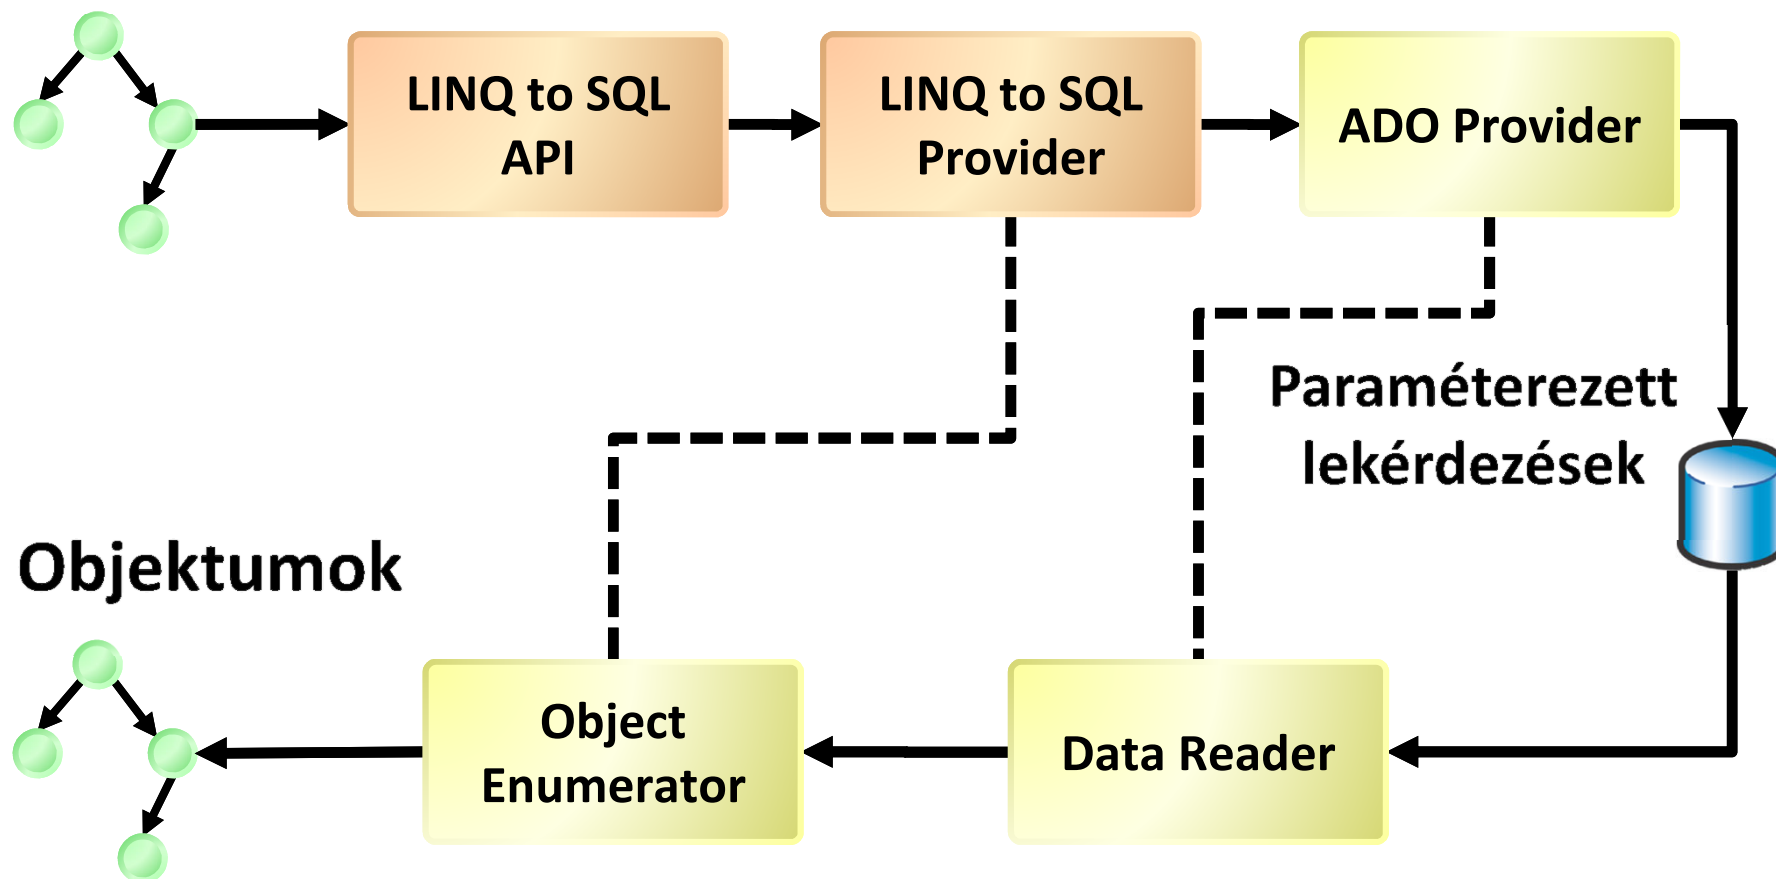 LINQ to SQL
API
LINQ to SQL
Provider
ADO Provider
Paraméterezett
lekérdezések
Objektumok
Object
Enumerator
Data Reader